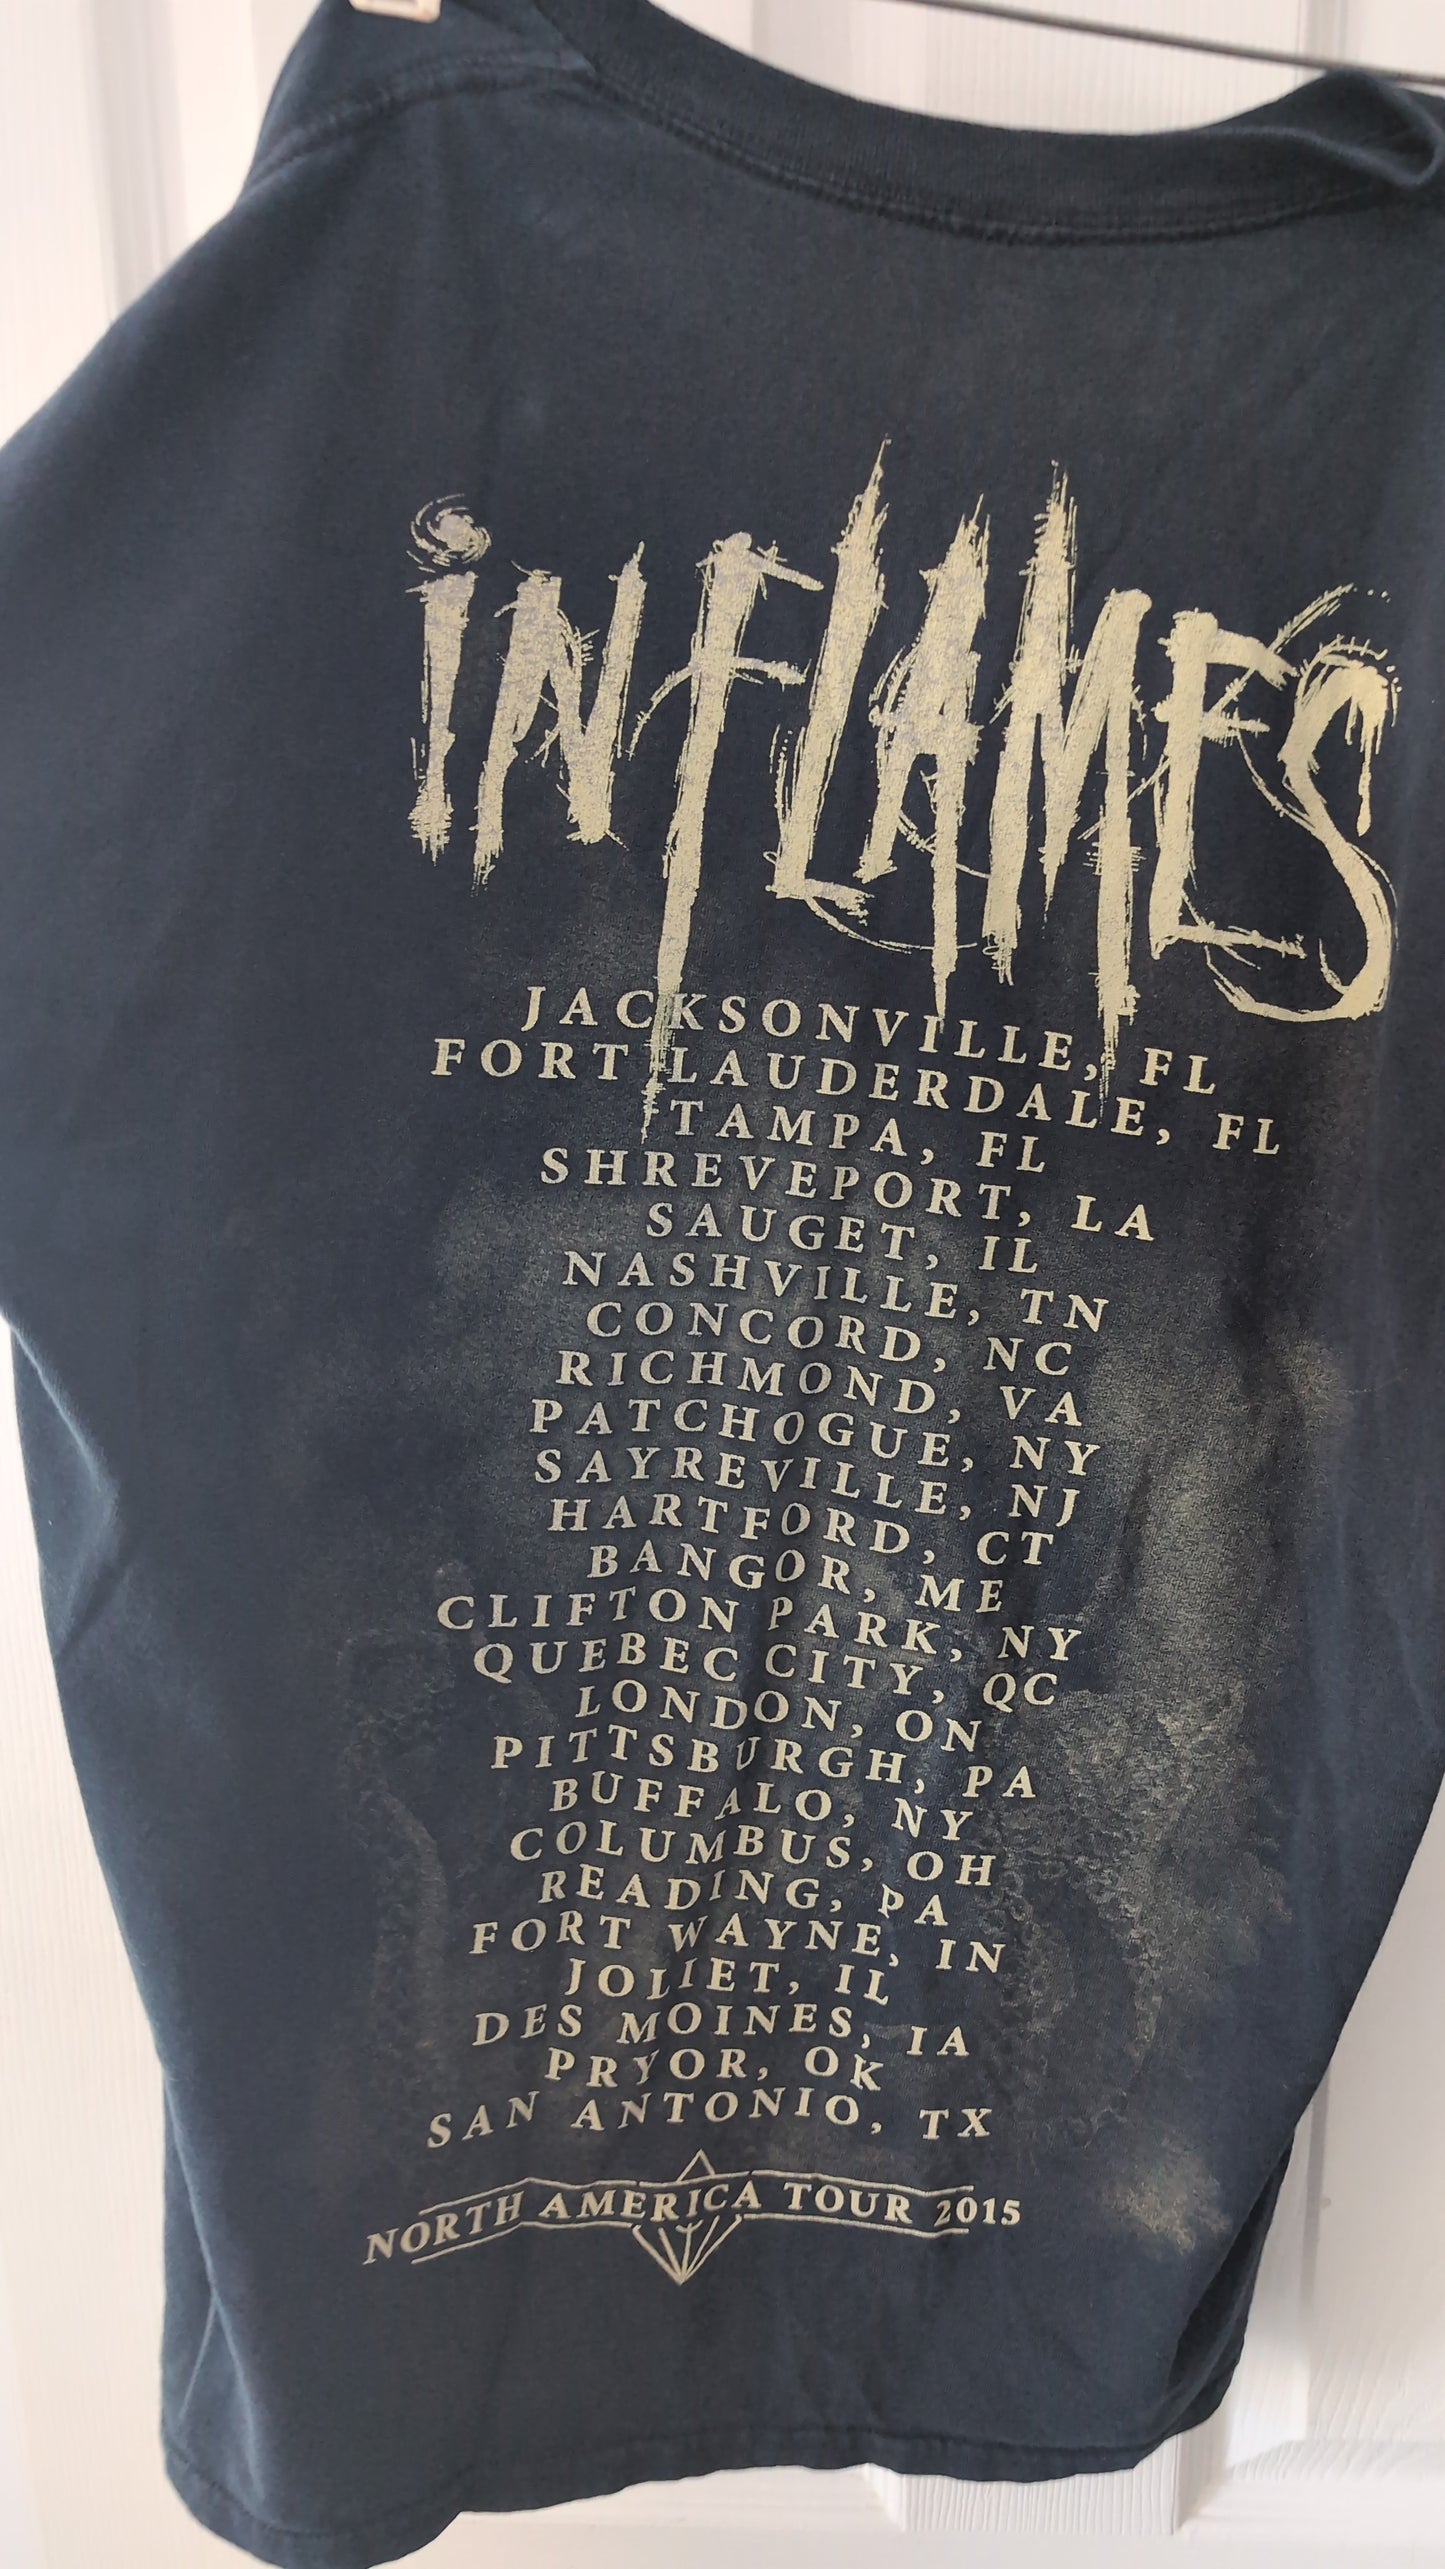 iN FLAMES
JACKSONVILLE, FL
FORT LAUDERDALE, FL
TAMPA, FL
SHREVEPORT, LA
SAUGET, IL
NASHVILLE, TN
CONCORD, NC
RICHMOND, VA
PATCHOGUE, NY
SAYREVILLE, NJ
HARTFORD, CT
BANGOR, ME
CLIFTON PARK, NY
QUEBEC CITY, QC
LONDON, ON
PITTSBURGH, PA
BUFFALO, NY
COLUMBUS, OH
READING, PA
FORT WAYNE, IN
JOLIET, IL
DES MOINES, IA
PRYOR, OK
SAN ANTONIO, TX
NORTH AMERICA TOUR 2015